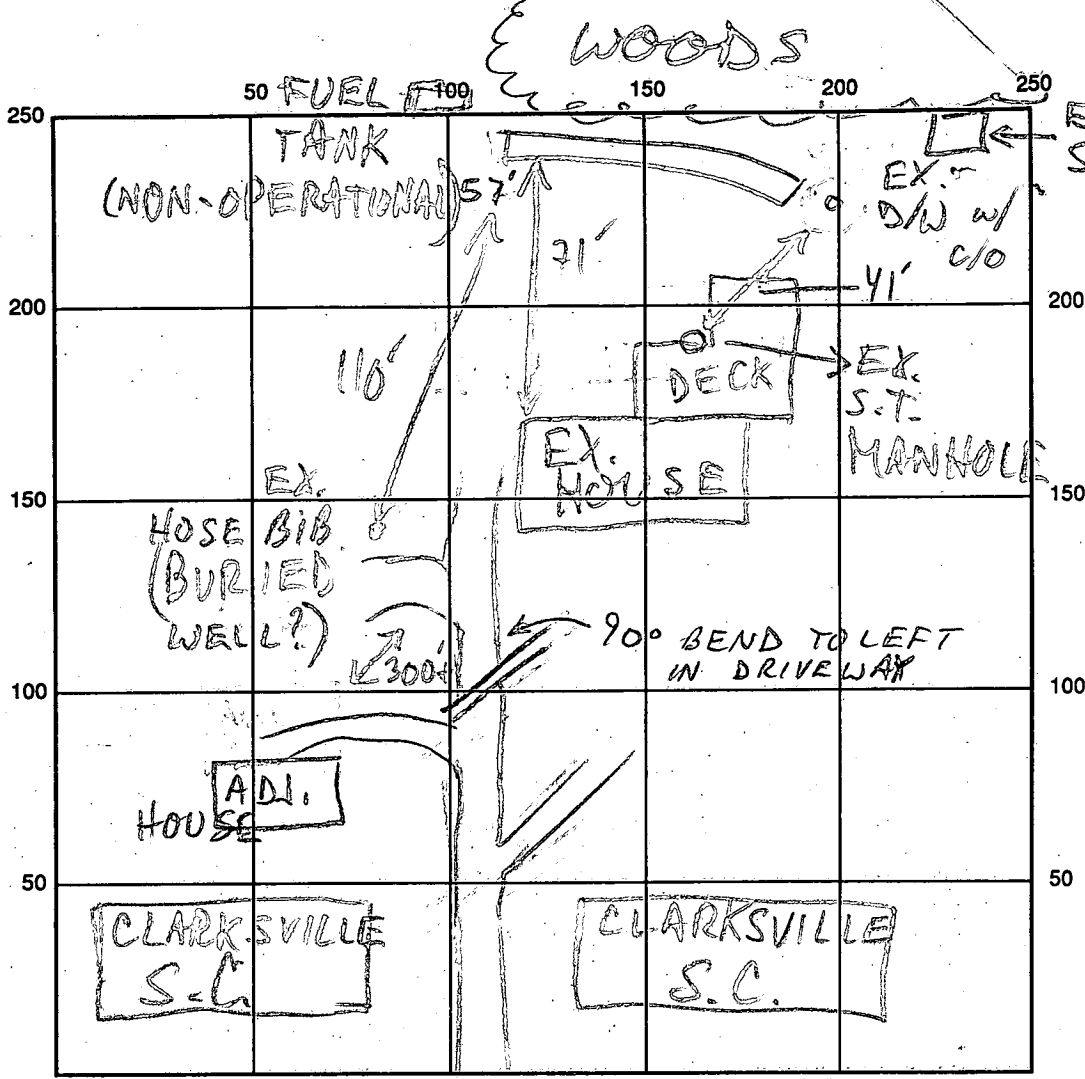 WOODS
50
100
150
200
250
250
FUEL
TANK
(NON-OPERATIONAL)
57'
71'
EX.
D/W w/
C/O
41'
200
200
110'
DECK
EX.
S.T.
MANHOLE
EX.
HOUSE
150
150
EX.
HOSE BIB
(BURIED
WELL?)
300'±
90° BEND TO LEFT
IN DRIVEWAY
100
100
ADJ.
HOUSE
50
50
CLARKSVILLE
S.C.
CLARKSVILLE
S.C.